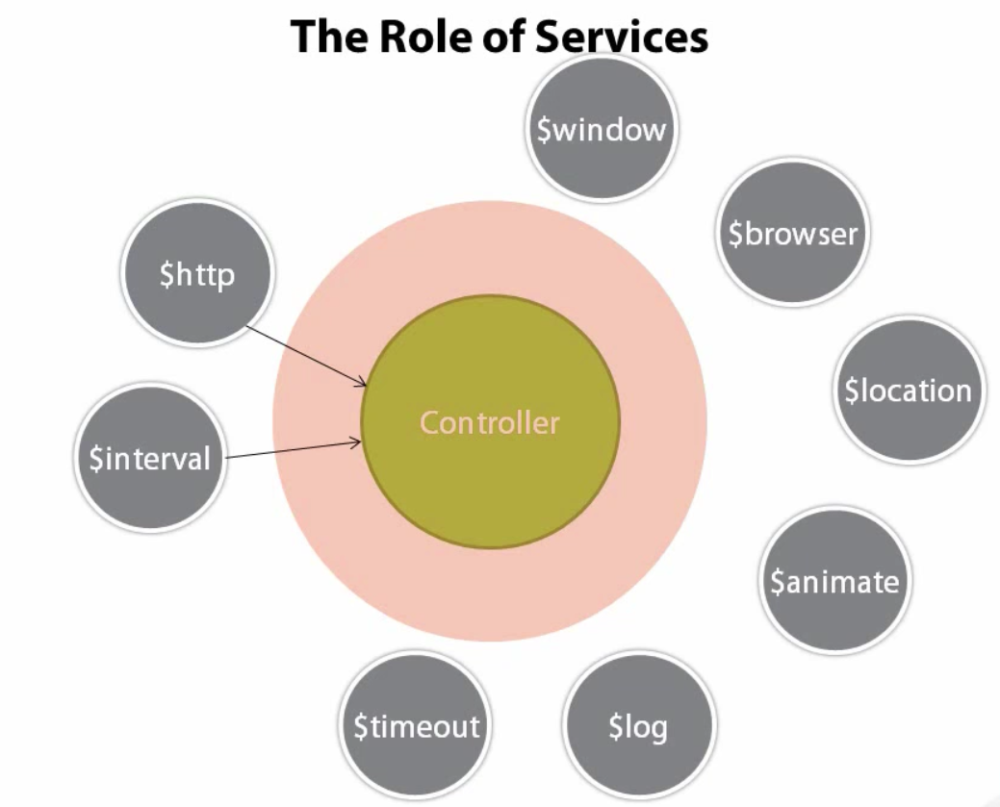 The Role of Services
$window
$browser
$http
$location
Controller
$interval
$animate
$timeout
$log